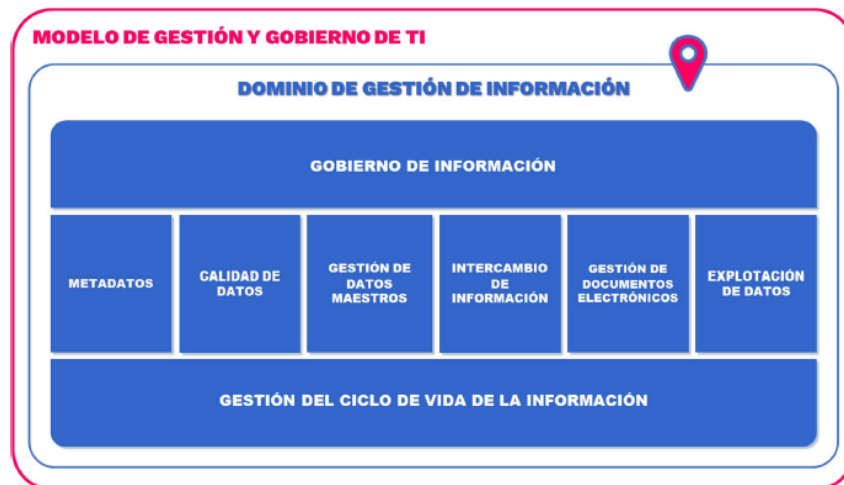 MODELO DE GESTIÓN Y GOBIERNO DE TI
DOMINIO DE GESTIÓN DE INFORMACIÓN
GOBIERNO DE INFORMACIÓN
METADATOS
CALIDAD DE
DATOS
GESTIÓN DE
DATOS
MAESTROS
INTERCAMBIO
DE
INFORMACIÓN
GESTIÓN DE
DOCUMENTOS
ELECTRÓNICOS
EXPLOTACIÓN
DE DATOS
GESTIÓN DEL CICLO DE VIDA DE LA INFORMACIÓN